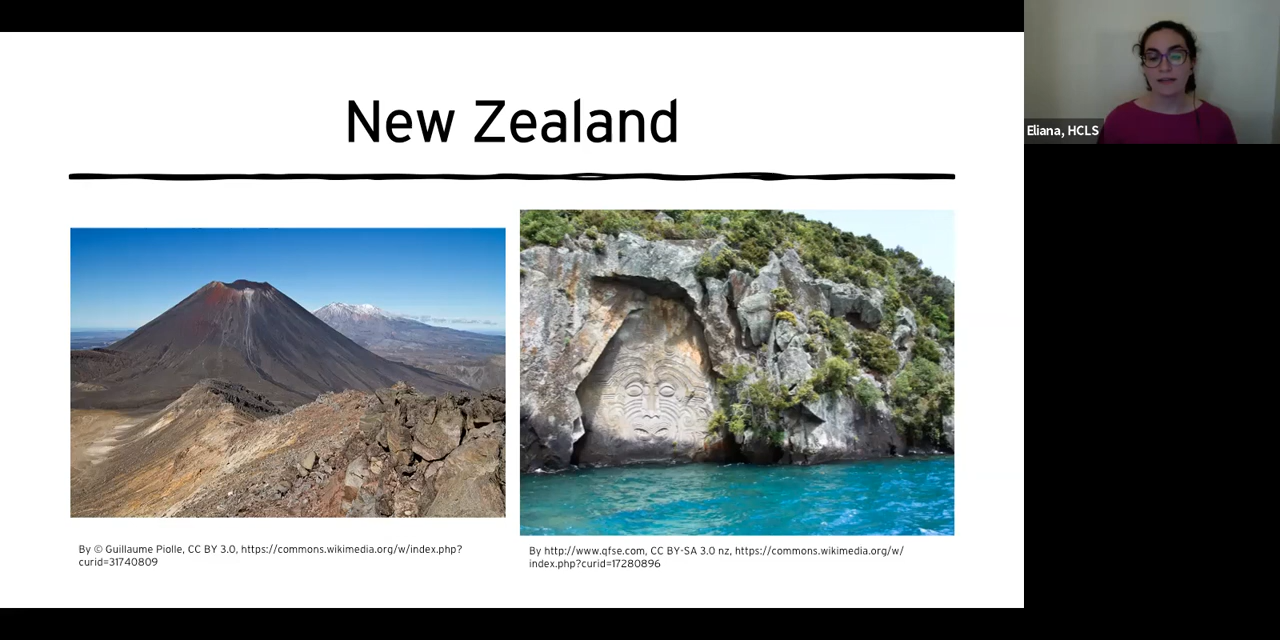 New Zealand
Eliana, HCLS
By © Guillaume Piolle, CC BY 3.0, https://commons.wikimedia.org/w/index.php?
curid=31740809
By http://www.qfse.com, CC BY-SA 3.0 nz, https://commons.wikimedia.org/w/
index.php?curid=17280896